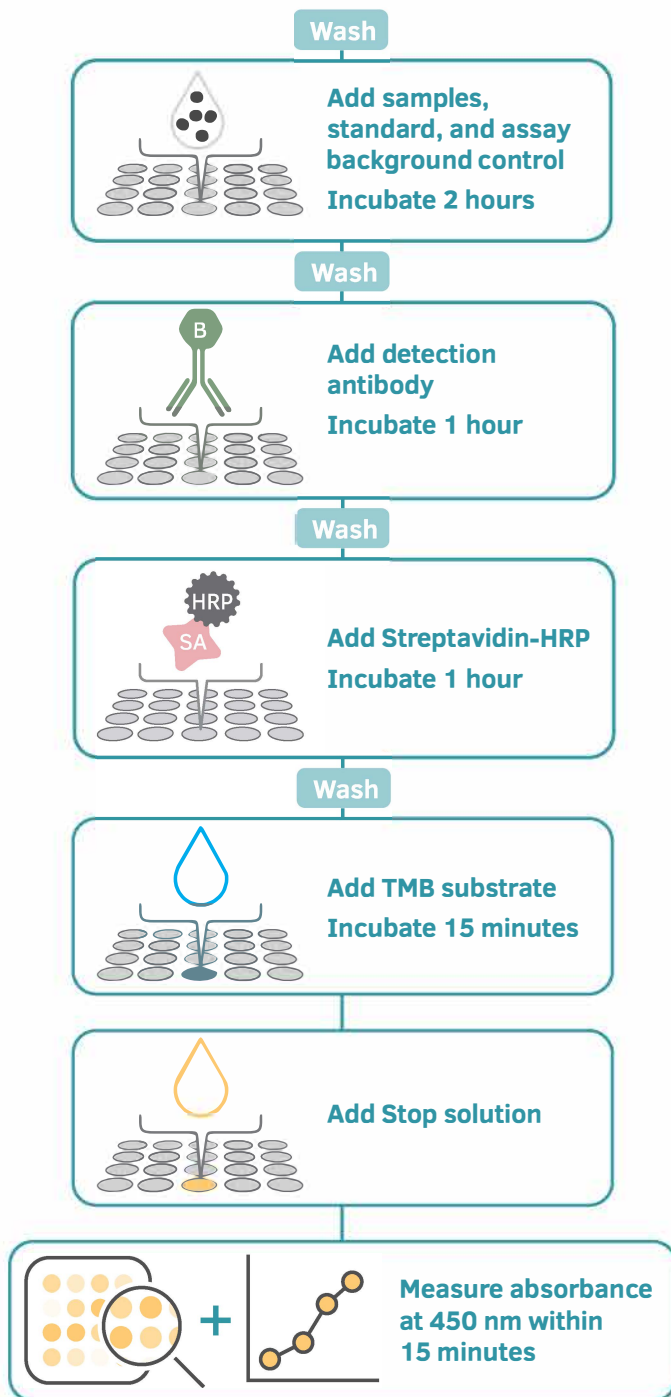 Wash
Add samples,
standard, and assay
background control
Incubate 2 hours
Wash
B
Add detection
antibody
Incubate 1 hour
Wash
HRP
SA
Add Streptavidin-HRP
Incubate 1 hour
Wash
Add TMB substrate
Incubate 15 minutes
Add Stop solution
+
Measure absorbance
at 450 nm within
15 minutes